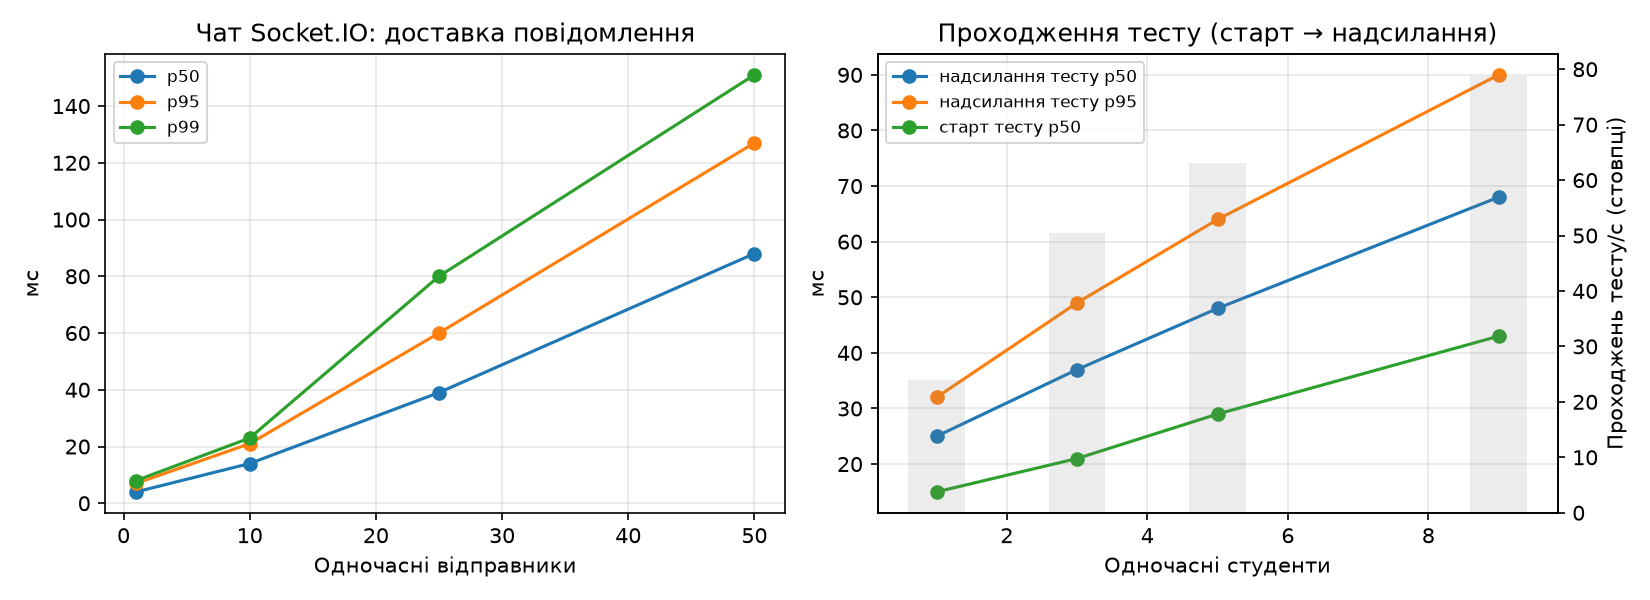 Чат Socket.IO: доставка повідомлення
p50
p95
p99
140
120
100
80
60
40
20
0
мс
0 10 20 30 40 50
Одночасні відправники
Проходження тесту (старт → надсилання)
надсилання тесту p50
надсилання тесту p95
старт тесту p50
90
80
70
60
50
40
30
20
мс
2 4 6 8
Одночасні студенти
80
70
60
50
40
30
20
10
0
Проходжень тесту/с (стовпці)